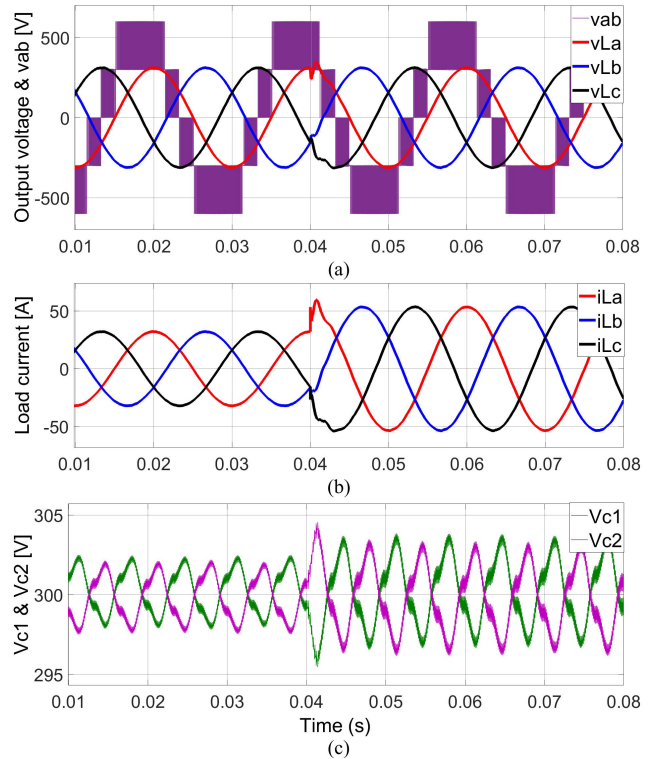 Output voltage & vab [V]
500
0
-500
vab
vLa
vLb
vLc
0.01 0.02 0.03 0.04 0.05 0.06 0.07 0.08
(a)
Load current [A]
50
0
-50
iLa
iLb
iLc
0.01 0.02 0.03 0.04 0.05 0.06 0.07 0.08
(b)
Vc1 & Vc2 [V]
305
300
295
Vc1
Vc2
0.01 0.02 0.03 0.04 0.05 0.06 0.07 0.08
Time (s)
(c)